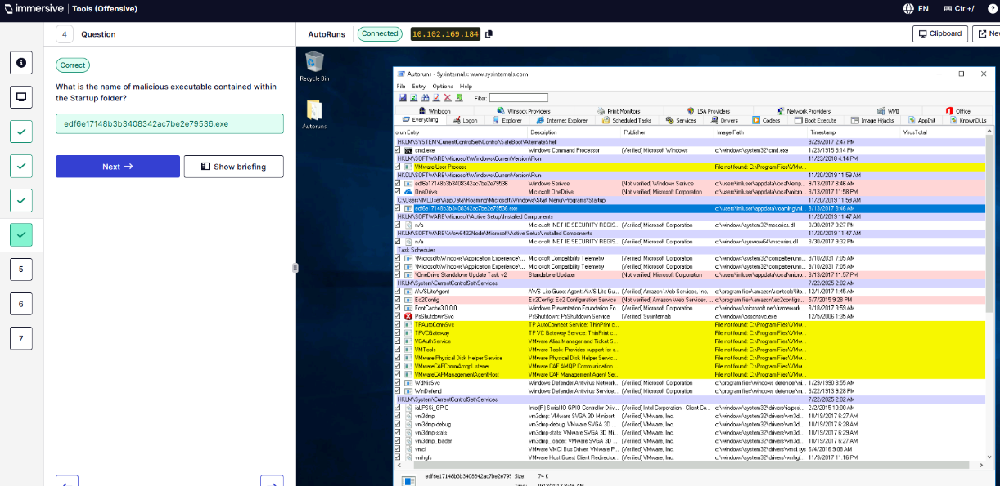 immersive | Tools (Offensive)
EN
Ctrl+/
4 Question
Correct
What is the name of malicious executable contained within
the Startup folder?
edf6e17148b3b3408342ac7be2e79536.exe
Next →
Show briefing
5
6
7
AutoRuns
Connected
10.102.169.184
Clipboard
Recycle Bin
Autoruns
Autoruns - Sysinternals: www.sysinternals.com
File Entry Options Help
Filter:
Winlogon Winsock Providers Print Monitors LSA Providers Network Providers WMI Office
Everything Logon Explorer Internet Explorer Scheduled Tasks Services Drivers Codecs Boot Execute Image Hijacks AppInit KnownDLLs
orun Entry Description Publisher Image Path Timestamp VirusTotal
HKLM\SYSTEM\CurrentControlSet\Control\SafeBoot\AlternateShell 9/29/2017 2:47 PM
cmd.exe Windows Command Processor (Verified) Microsoft Windows c:\windows\system32\cmd.exe 1/23/1915 8:14 PM
HKLM\SOFTWARE\Microsoft\Windows\CurrentVersion\Run 11/23/2018 4:14 PM
VMware User Process File not found: C:\Program Files\VMw...
HKCU\SOFTWARE\Microsoft\Windows\CurrentVersion\Run 11/20/2019 11:59 AM
edf6e17148b3b3408342ac7be2e79536 Windows Serivce (Not verified) Windows Serivce c:\users\imluser\appdata\local\temp... 9/13/2017 8:46 AM
OneDrive Microsoft OneDrive (Not verified) Microsoft Corporation c:\users\imluser\appdata\local\micro... 3/13/2017 11:58 PM
C:\Users\IMLUser\AppData\Roaming\Microsoft\Windows\Start Menu\Programs\Startup 11/20/2019 11:59 AM
edf6e17148b3b3408342ac7be2e79536.exe c:\users\imluser\appdata\roaming\mi... 9/13/2017 8:46 AM
HKLM\SOFTWARE\Microsoft\Active Setup\Installed Components 11/20/2019 11:47 AM
n/a Microsoft .NET IE SECURITY REGIS... (Verified) Microsoft Corporation c:\windows\system32\mscories.dll 8/30/2017 9:27 PM
HKLM\SOFTWARE\Wow6432Node\Microsoft\Active Setup\Installed Components 11/20/2019 11:47 AM
n/a Microsoft .NET IE SECURITY REGIS... (Verified) Microsoft Corporation c:\windows\syswow64\mscories.dll 8/30/2017 9:32 PM
Task Scheduler
\Microsoft\Windows\Application Experience\... Microsoft Compatibility Telemetry (Verified) Microsoft Corporation c:\windows\system32\compattelrunn... 9/10/2031 7:05 AM
\Microsoft\Windows\Application Experience\... Microsoft Compatibility Telemetry (Verified) Microsoft Corporation c:\windows\system32\compattelrunn... 9/10/2031 7:05 AM
\OneDrive Standalone Update Task v2 Standalone Updater (Not verified) Microsoft Corporation c:\users\imluser\appdata\local\micro... 3/13/2017 11:57 PM
HKLM\System\CurrentControlSet\Services 7/22/2025 2:02 AM
AWSLiteAgent AWS Lite Guest Agent: AWS Lite Gu... (Verified) Amazon Web Services, Inc. c:\program files\amazon\xentools\lite... 12/1/2017 1:45 AM
Ec2Config Ec2Config: Ec2 Configuration Service (Not verified) Amazon Web Services, ... c:\program files\amazon\ec2configs... 5/7/2015 9:28 PM
FontCache3.0.0.0 Windows Presentation Foundation Fo... (Verified) Microsoft Corporation c:\windows\microsoft.net\framework... 8/18/2017 3:59 AM
PsShutdownSvc PsShutdown: PsShutdown Service (Verified) Sysinternals c:\windows\pssdnsvc.exe 12/5/2006 1:35 AM
TPAutoConnSvc TP AutoConnect Service: ThinPrint c... File not found: C:\Program Files\VMw...
TPVCGateway TP VC Gateway Service: ThinPrint c... File not found: C:\Program Files\VMw...
VGAuthService VMware Alias Manager and Ticket S... File not found: C:\Program Files\VMw...
VMTools VMware Tools: Provides support for s... File not found: C:\Program Files\VMw...
VMware Physical Disk Helper Service VMware Physical Disk Helper Servic... File not found: C:\Program Files\VMw...
VMwareCAFCommAmqpListener VMware CAF AMQP Communication ... File not found: C:\Program Files\VMw...
VMwareCAFManagementAgentHost VMware CAF Management Agent Ser... File not found: C:\Program Files\VMw...
WdNisSvc Windows Defender Antivirus Network... (Verified) Microsoft Corporation c:\program files\windows defender\ni... 1/29/1990 8:55 AM
WinDefend Windows Defender Antivirus Service:... (Verified) Microsoft Corporation c:\program files\windows defender\m... 3/22/1913 9:28 PM
HKLM\System\CurrentControlSet\Services 7/22/2025 2:02 AM
iaLPSSi_GPIO Intel(R) Serial IO GPIO Controller Driv... (Verified) Intel Corporation - Client Co... c:\windows\system32\drivers\ialpssi... 2/2/2015 10:00 AM
vm3dmp vm3dmp: VMware SVGA 3D Miniport (Verified) VMware, Inc. c:\windows\system32\drivers\vm3d... 10/19/2017 6:27 AM
vm3dmp-debug vm3dmp-debug: VMware SVGA 3D ... (Verified) VMware, Inc. c:\windows\system32\drivers\vm3d... 10/19/2017 6:28 AM
vm3dmp-stats vm3dmp-stats: VMware SVGA 3D Mi... (Verified) VMware, Inc. c:\windows\system32\drivers\vm3d... 10/19/2017 6:29 AM
vm3dmp_loader vm3dmp_loader: VMware SVGA 3D ... (Verified) VMware, Inc. c:\windows\system32\drivers\vm3d... 10/19/2017 6:27 AM
vmci VMware VMCI Bus Driver: VMware P... (Verified) VMware, Inc. c:\windows\system32\drivers\vmci.sys 6/4/2016 9:08 AM
vmhgfs VMware Host Guest Client Redirector... (Verified) VMware, Inc. c:\windows\system32\drivers\vmhgf... 11/9/2017 11:16 PM
edf6e17148b3b3408342ac7be2e79! Size: 74 K